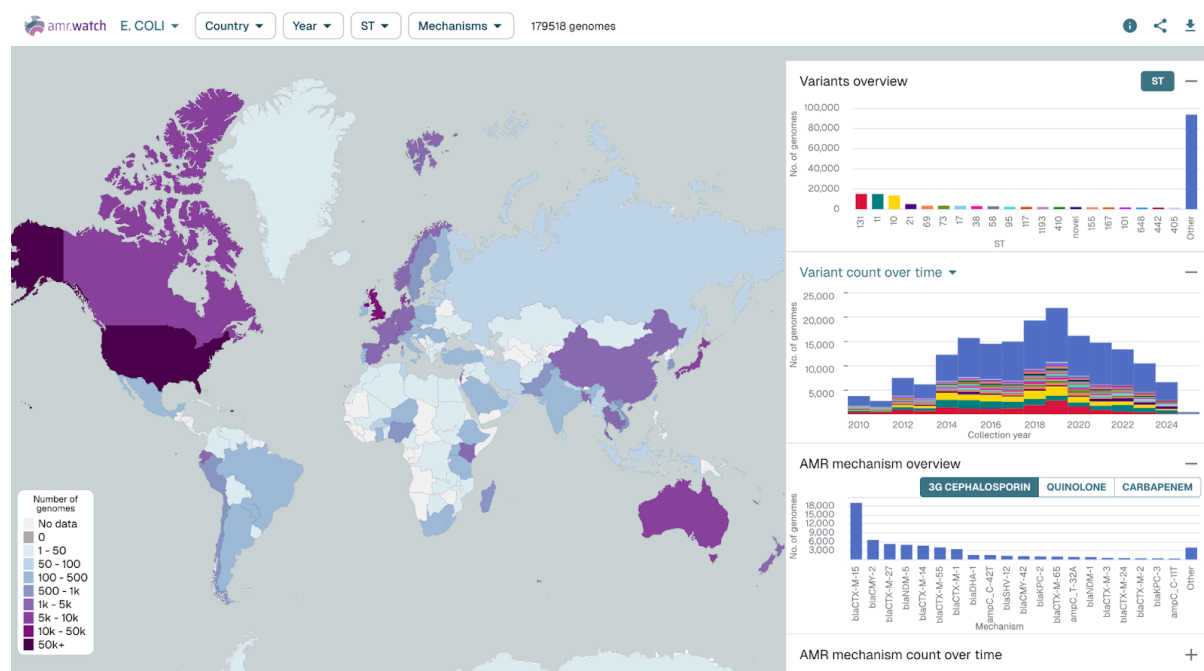 amr.watch E. COLI Country Year ST Mechanisms 179518 genomes
Variants overview ST
No. of genomes
100,000
80,000
60,000
40,000
20,000
0
131 11 10 21 69 73 17 38 58 95 117 1193 410 novel 155 167 101 648 442 405 Other
ST
Variant count over time
No. of genomes
25,000
20,000
15,000
10,000
5,000
2010 2012 2014 2016 2018 2020 2022 2024
Collection year
AMR mechanism overview
3G CEPHALOSPORIN QUINOLONE CARBAPENEM
No. of genomes
18,000
15,000
12,000
9,000
6,000
3,000
blaCTX-M-15 blaCMY-2 blaCTX-M-27 blaNDM-5 blaCTX-M-14 blaCTX-M-55 blaCTX-M-1 blaDHA-1 ampC_C-42T blaSHV-12 blaCMY-42 blaKPC-2 blaCTX-M-65 ampC_T-32A blaNDM-1 blaCTX-M-3 blaCTX-M-24 blaCTX-M-2 blaKPC-3 ampC_C-11T Other
Mechanism
AMR mechanism count over time
Number of
genomes
No data
0
1 - 50
50 - 100
100 - 500
500 - 1k
1k - 5k
5k - 10k
10k - 50k
50k+